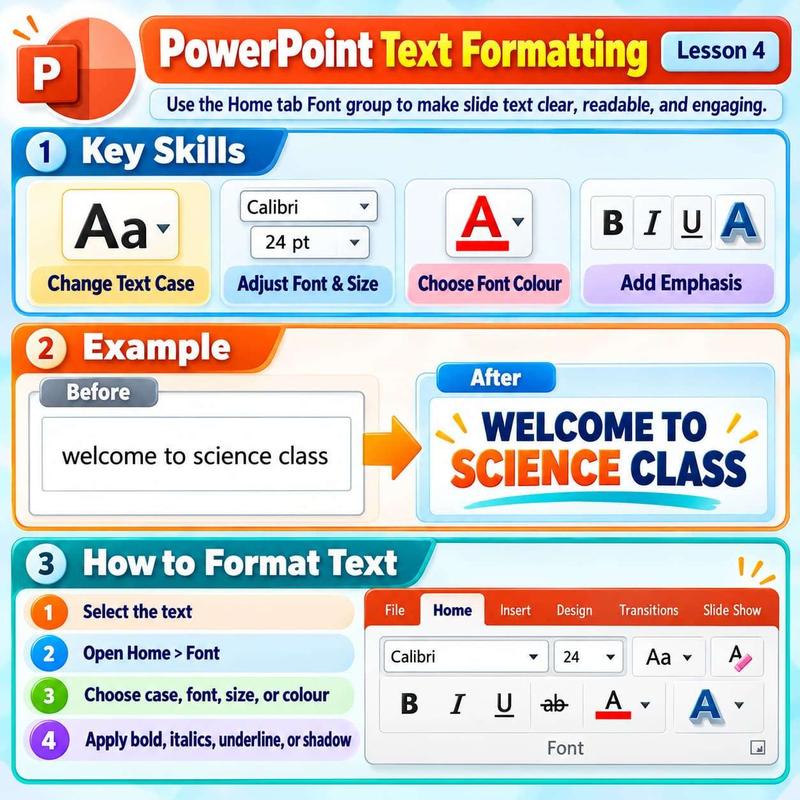 P
PowerPoint Text Formatting
Lesson 4
Use the Home tab Font group to make slide text clear, readable, and engaging.
1 Key Skills
Aa
Change Text Case
Calibri
24 pt
Adjust Font & Size
A
Choose Font Colour
B I U A
Add Emphasis
2 Example
Before
welcome to science class
After
WELCOME TO
SCIENCE CLASS
3 How to Format Text
1 Select the text
2 Open Home > Font
3 Choose case, font, size, or colour
4 Apply bold, italics, underline, or shadow
File Home Insert Design Transitions Slide Show
Calibri 24 Aa A
B I U ab A A
Font